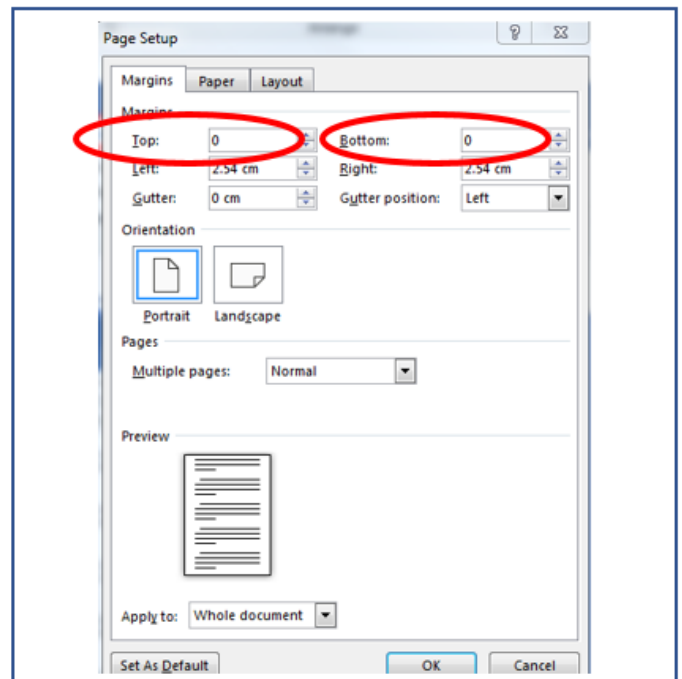 Page Setup
Margins Paper Layout
Margins
Top: 0 Bottom: 0
Left: 2.54 cm Right: 2.54 cm
Gutter: 0 cm Gutter position: Left
Orientation
Portrait Landscape
Pages
Multiple pages: Normal
Preview
Apply to: Whole document
Set As Default OK Cancel